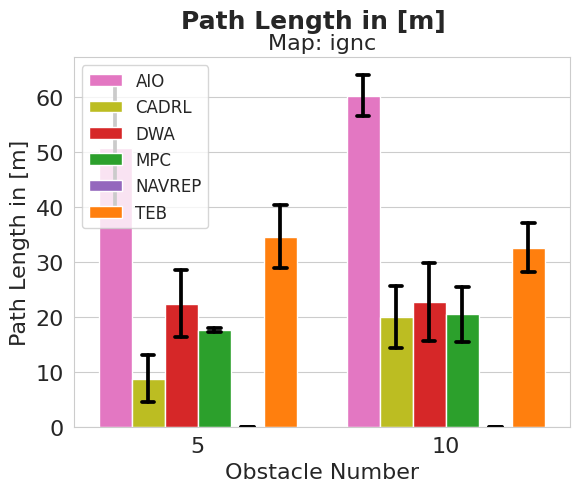 Path Length in [m]
Map: ignc
Path Length in [m]
60
50
40
30
20
10
0
AIO
CADRL
DWA
MPC
NAVREP
TEB
5
10
Obstacle Number